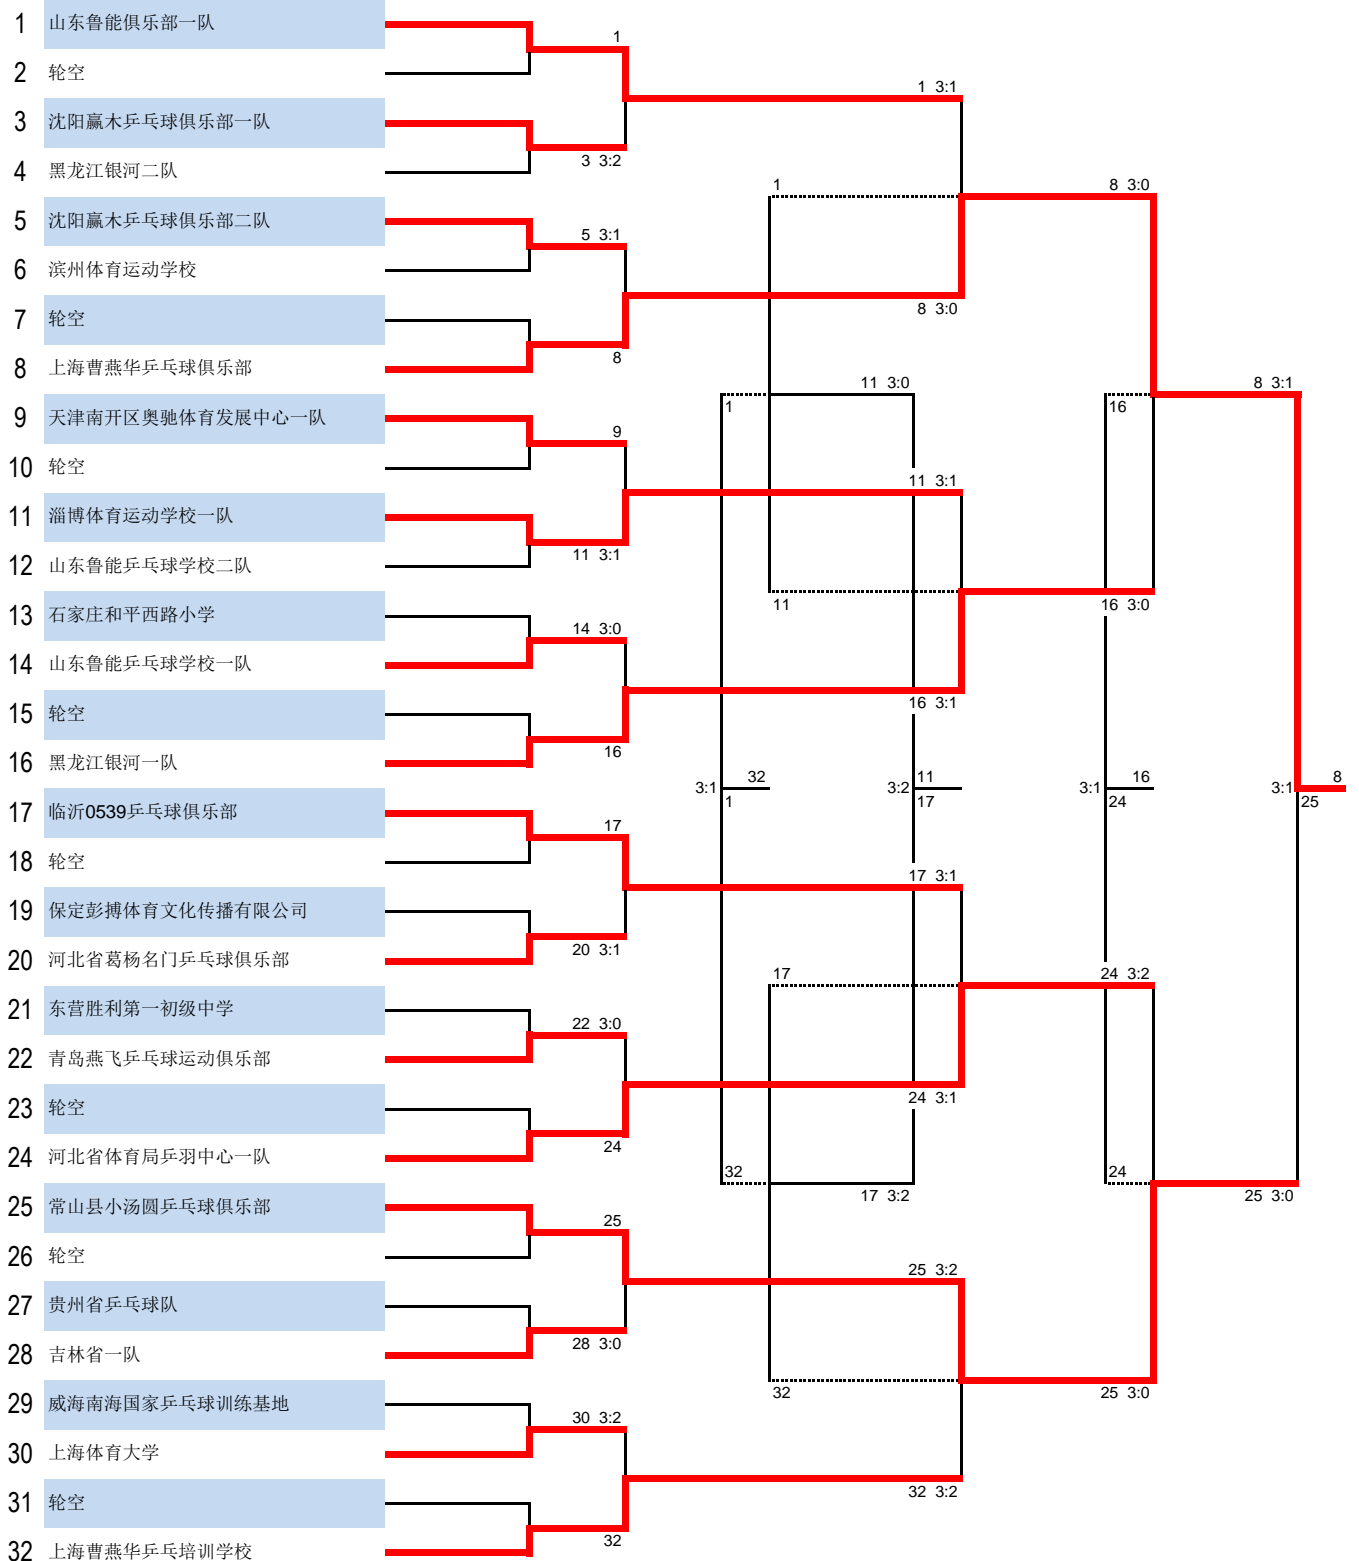 1 山东鲁能俱乐部一队
1
2 轮空
1 3:1
3 沈阳赢木乒乓球俱乐部一队
3 3:2
4 黑龙江银河二队
1
8 3:0
5 沈阳赢木乒乓球俱乐部二队
5 3:1
6 滨州体育运动学校
7 轮空
8 3:0
8
8 上海曹燕华乒乓球俱乐部
11 3:0
8 3:1
1
16
9 天津南开区奥驰体育发展中心一队
9
10 轮空
11 3:1
11 淄博体育运动学校一队
11 3:1
12 山东鲁能乒乓球学校二队
11
16 3:0
13 石家庄和平西路小学
14 3:0
14 山东鲁能乒乓球学校一队
15 轮空
16 3:1
16
16 黑龙江银河一队
32
11
16
8
3:1
3:2
3:1
3:1
1
17
24
25
17 临沂0539乒乓球俱乐部
17
18 轮空
17 3:1
19 保定彭搏体育文化传播有限公司
20 3:1
20 河北省葛杨名门乒乓球俱乐部
17
24 3:2
21 东营胜利第一初级中学
22 3:0
22 青岛燕飞乒乓球运动俱乐部
23 轮空
24 3:1
24
24 河北省体育局乒羽中心一队
32
24
17 3:2
25 3:0
25 常山县小汤圆乒乓球俱乐部
25
26 轮空
25 3:2
27 贵州省乒乓球队
28 3:0
28 吉林省一队
32
25 3:0
29 威海南海国家乒乓球训练基地
30 3:2
30 上海体育大学
31 轮空
32 3:2
32
32 上海曹燕华乒乓培训学校